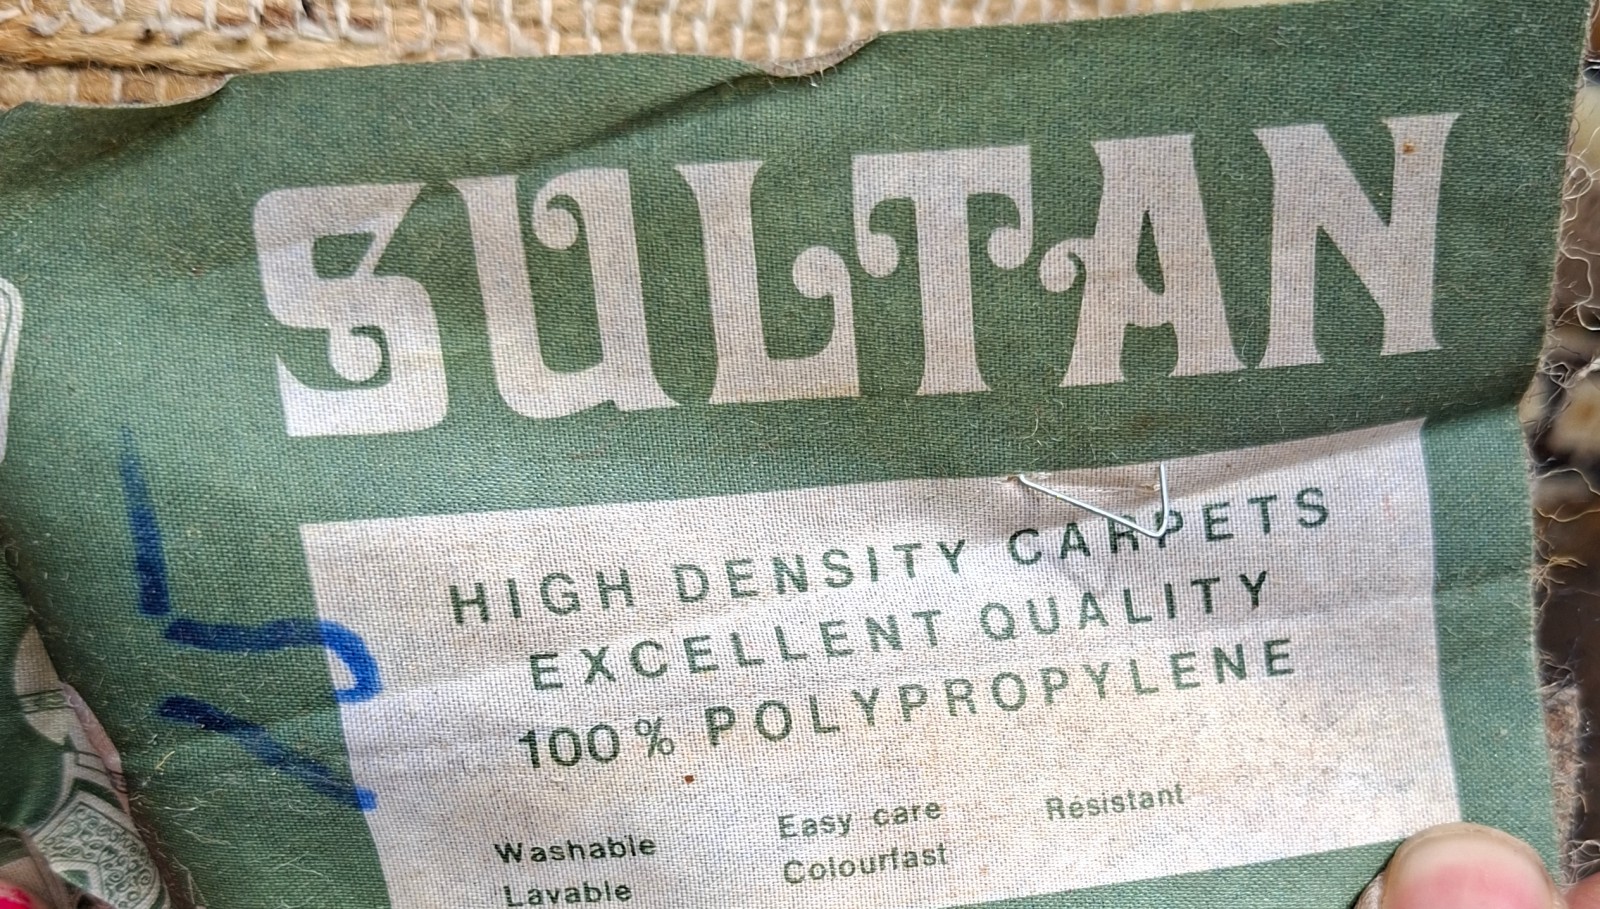 SULTAN
HIGH DENSITY CARPETS
EXCELLENT QUALITY
100% POLYPROPYLENE
Washable Easy care Resistant
Lavable Colourfast